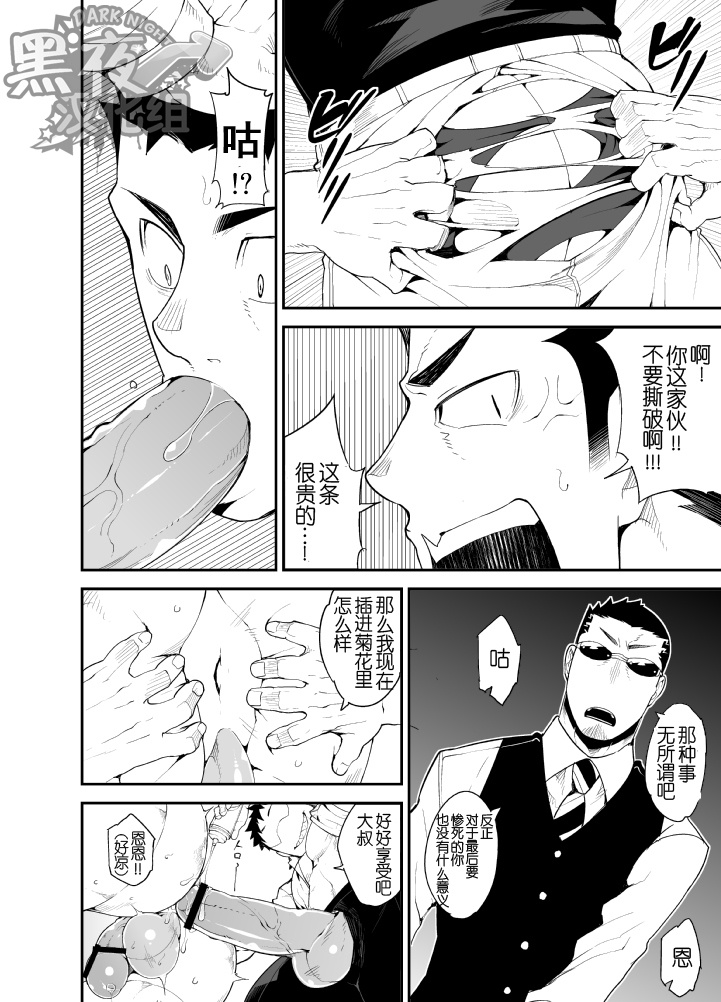 啊！
你这家伙!!
不要撕破啊!!!
这条
很贵的…！
DARK NIGHT
黑夜
汉化组
咕
!?
咕
那种事
无所谓吧
反正
对于最后要
惨死的你
也没有什么意义
恩
那么我现在
插进菊花里
怎么样
好好享受吧
大叔
恩恩!!
（好凉）